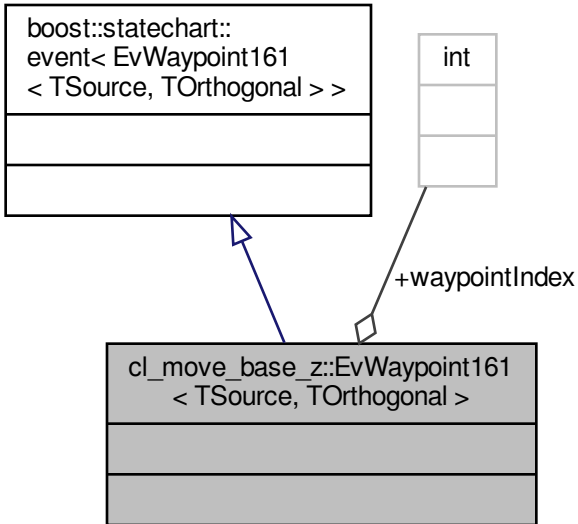 boost::statechart::
event< EvWaypoint161
< TSource, TOrthogonal > >
int
+waypointIndex
cl_move_base_z::EvWaypoint161
< TSource, TOrthogonal >